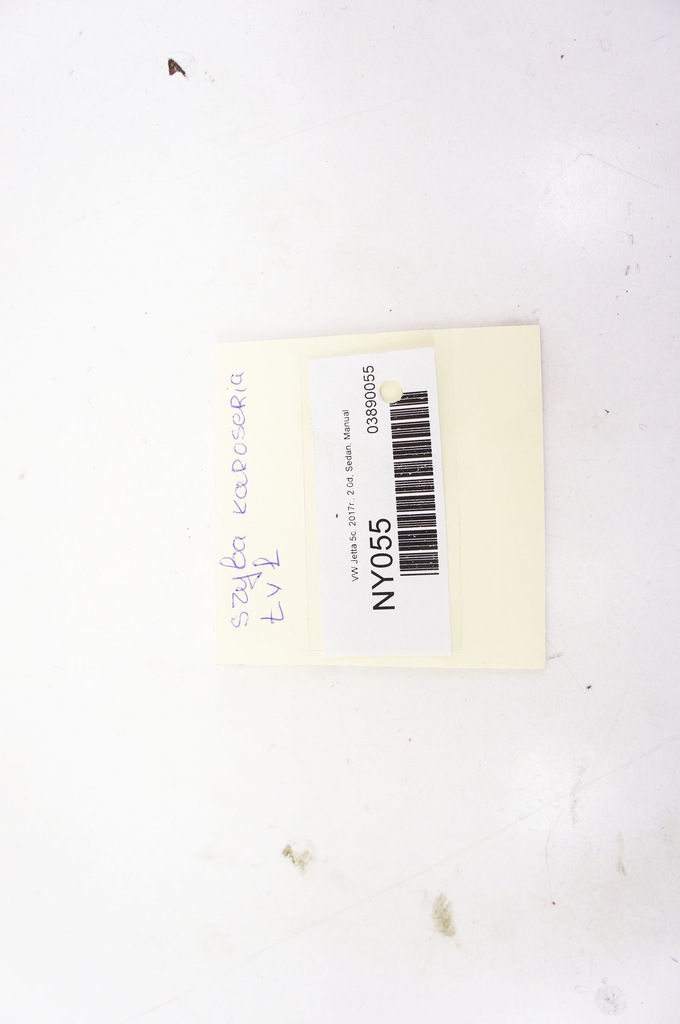 szyba karoseria
tył
VW Jetta 5c. 2017r. 2.0d, Sedan, Manual
03890055
NY055